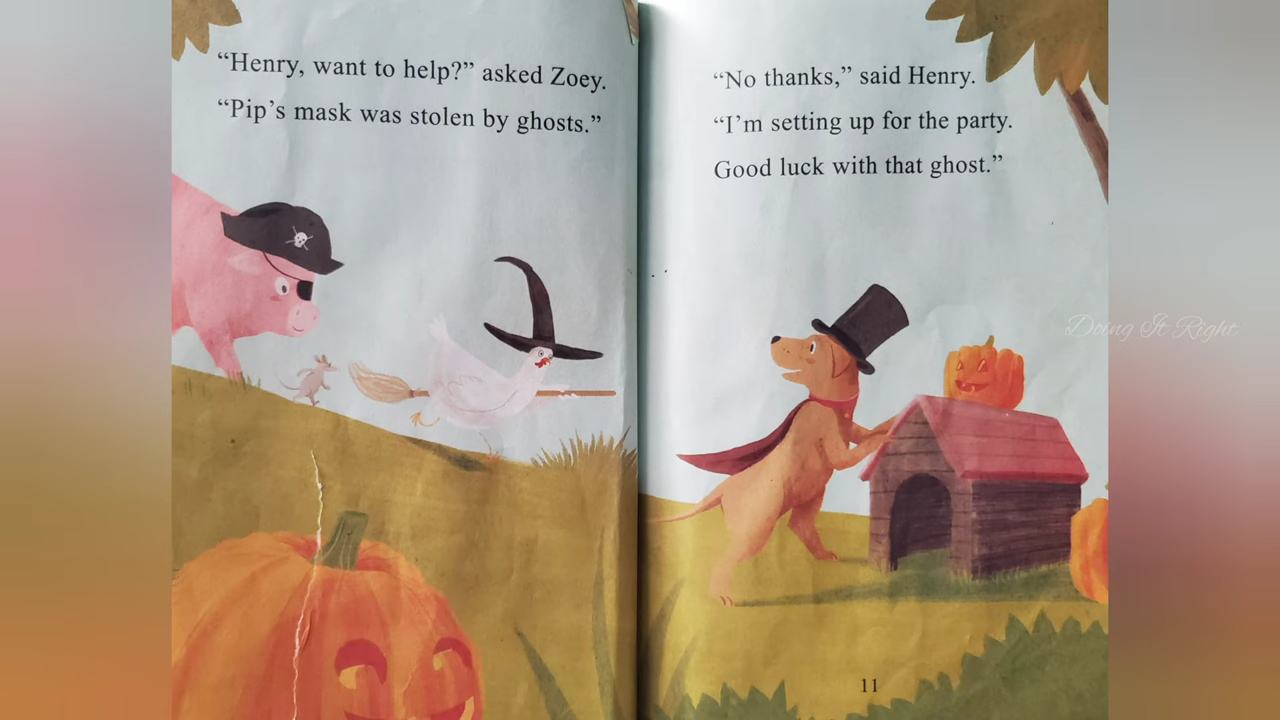 “Henry, want to help?” asked Zoey.
“Pip’s mask was stolen by ghosts.”
“No thanks,” said Henry.
“I’m setting up for the party.
Good luck with that ghost.”
Doing It Right
11